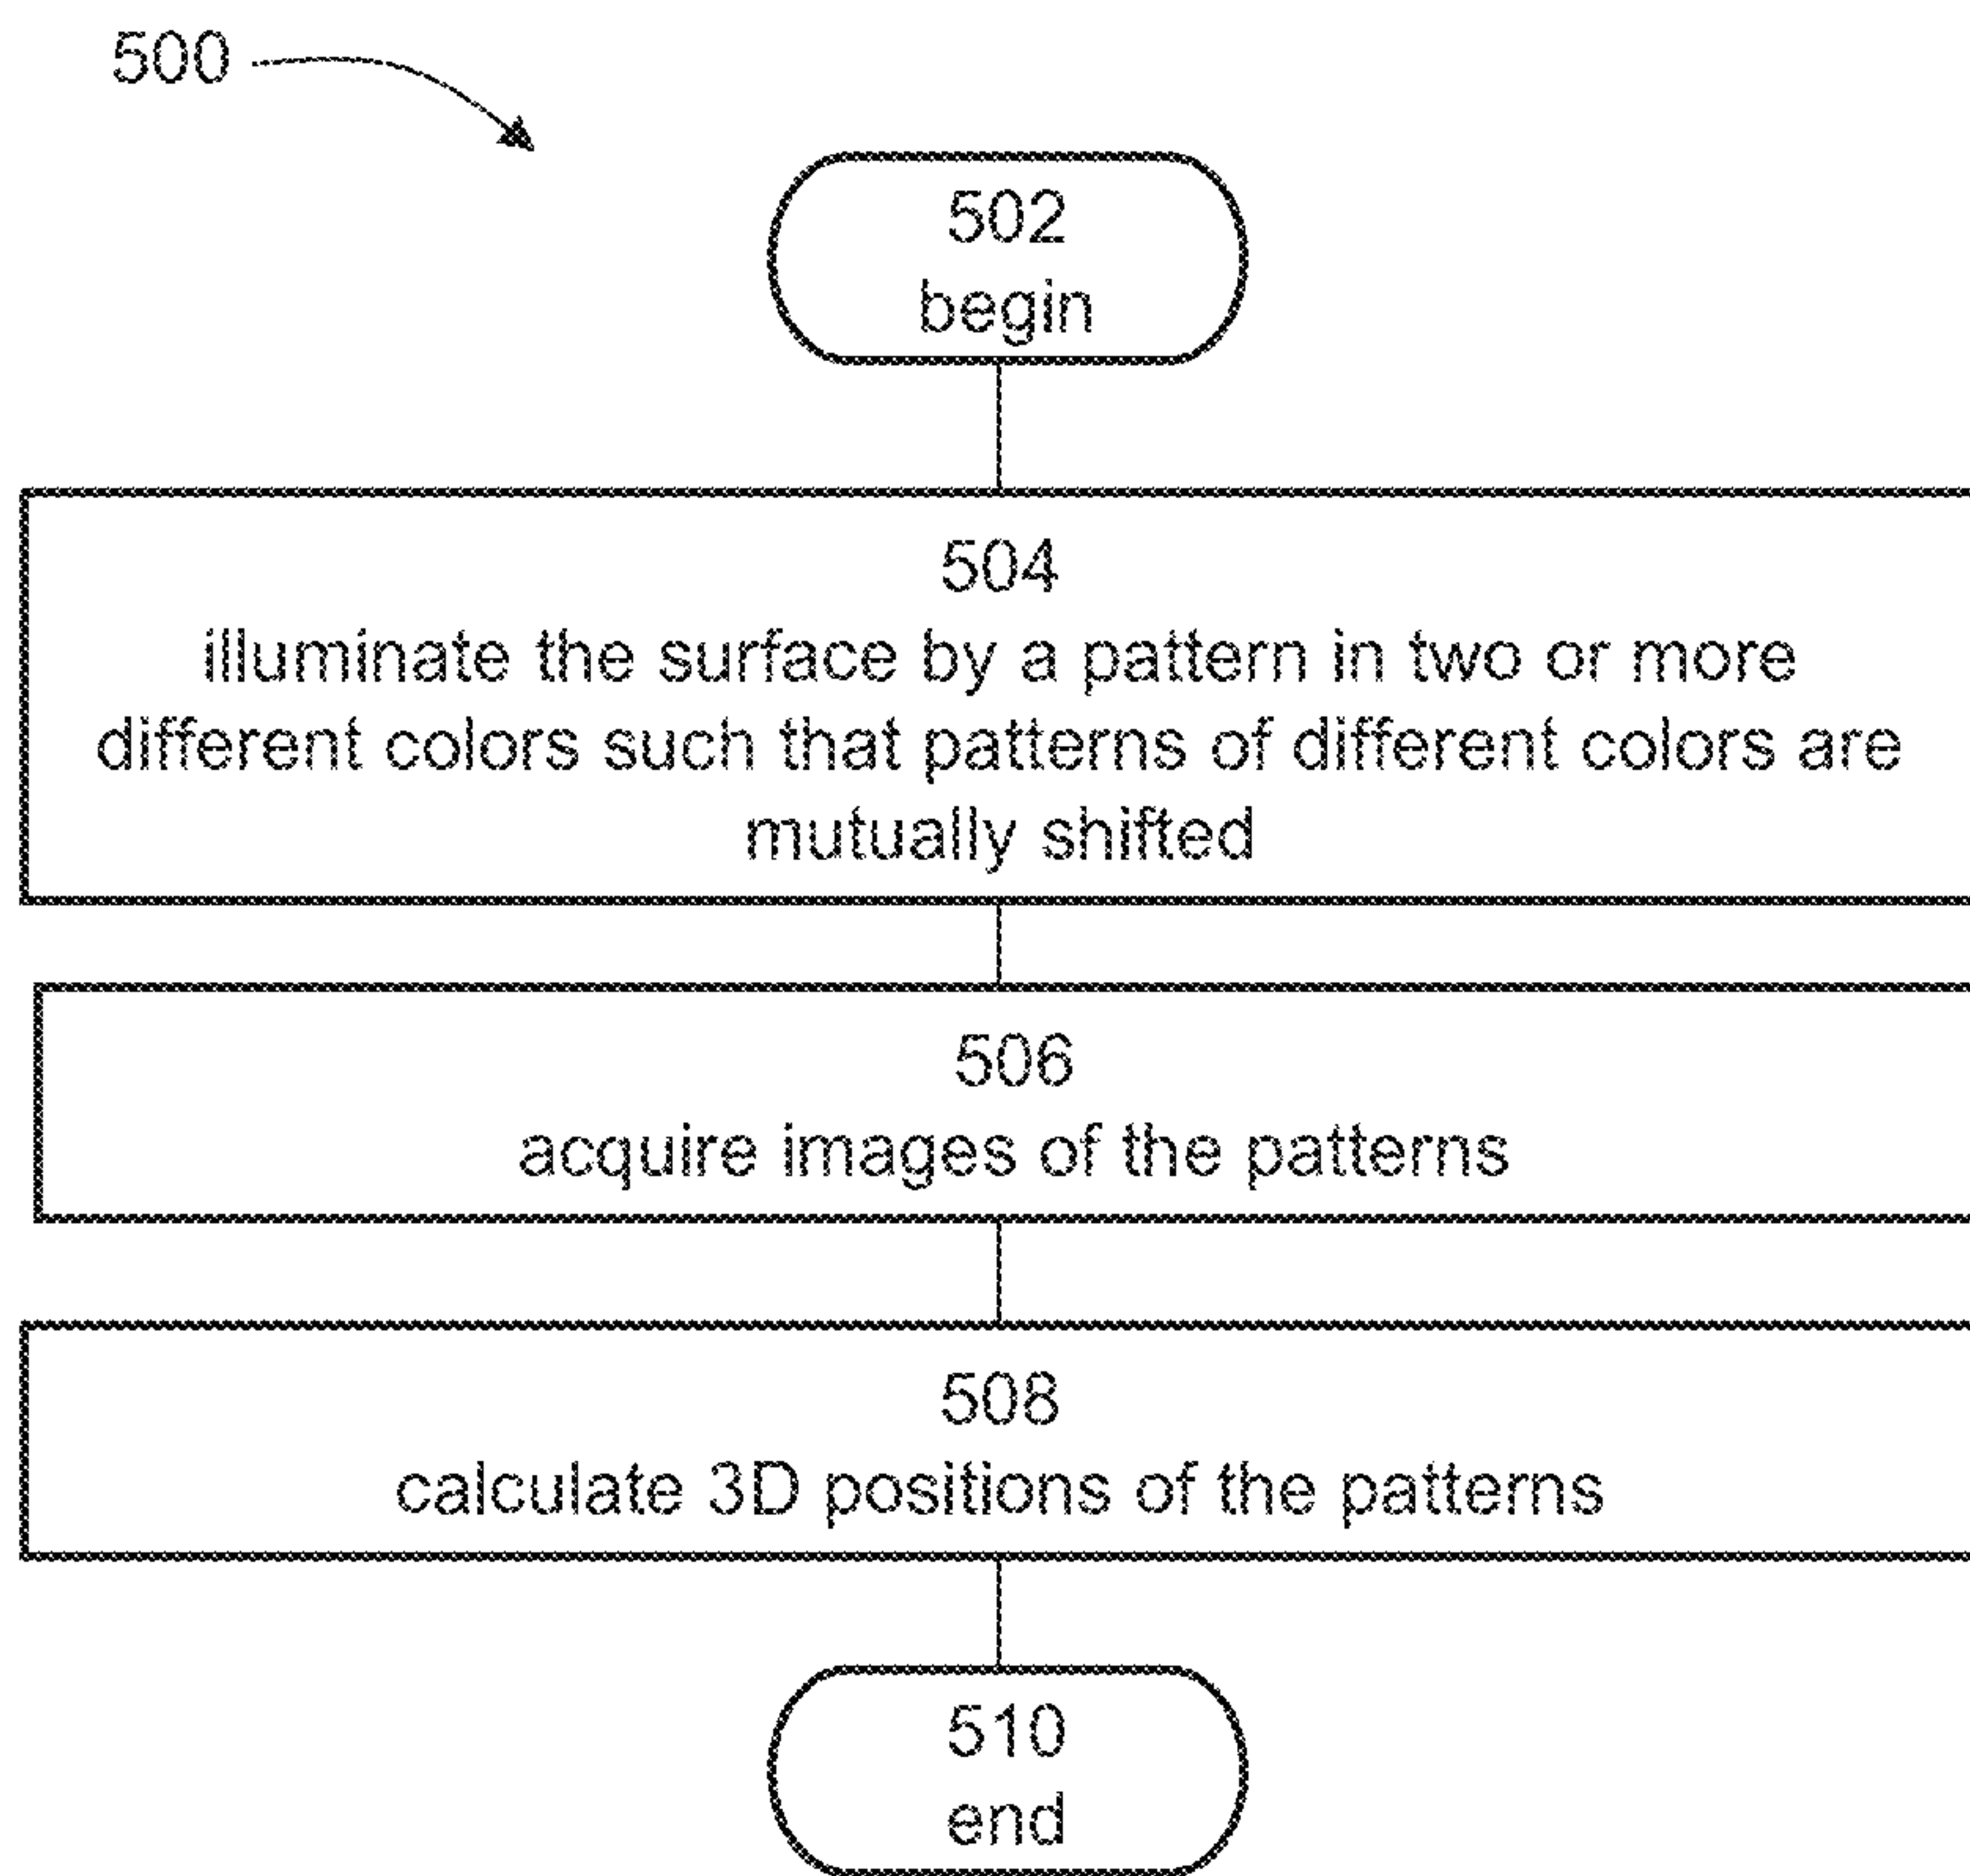 500
502
begin
504
illuminate the surface by a pattern in two or more
different colors such that patterns of different colors are
mutually shifted
506
acquire images of the patterns
508
calculate 3D positions of the patterns
510
end